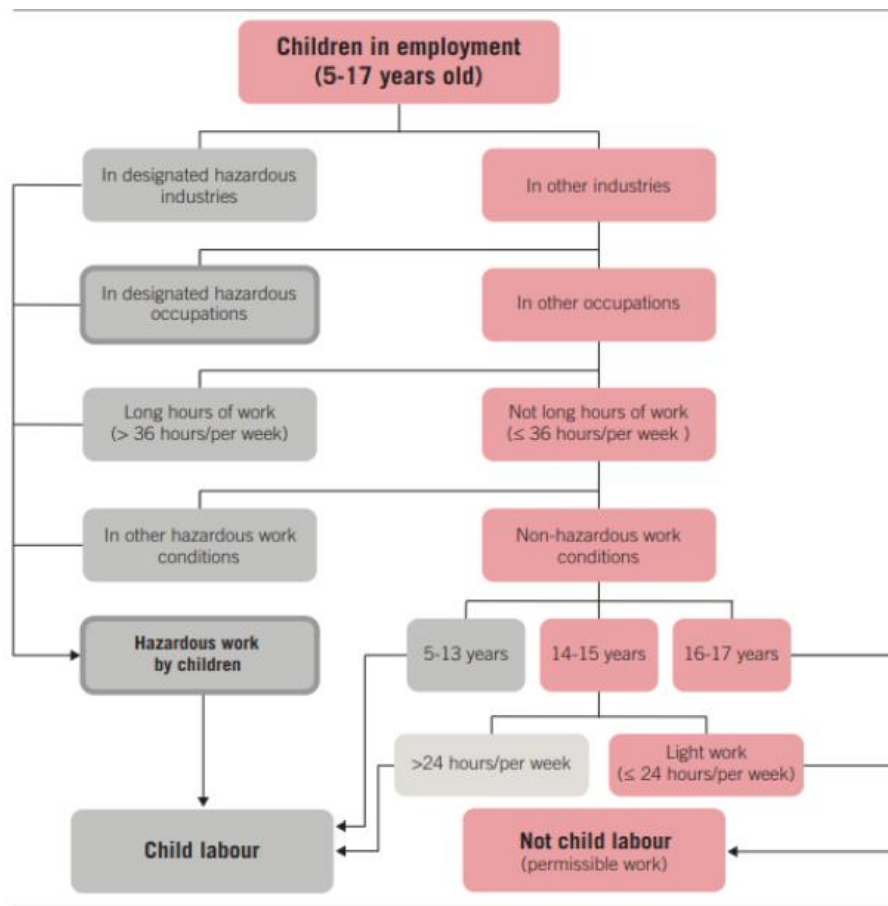 Children in employment
(5-17 years old)
In designated hazardous
industries
In other industries
In designated hazardous
occupations
In other occupations
Long hours of work
(> 36 hours/per week)
Not long hours of work
(≤ 36 hours/per week )
In other hazardous work
conditions
Non-hazardous work
conditions
Hazardous work
by children
5-13 years
14-15 years
16-17 years
>24 hours/per week
Light work
(≤ 24 hours/per week)
Child labour
Not child labour
(permissible work)